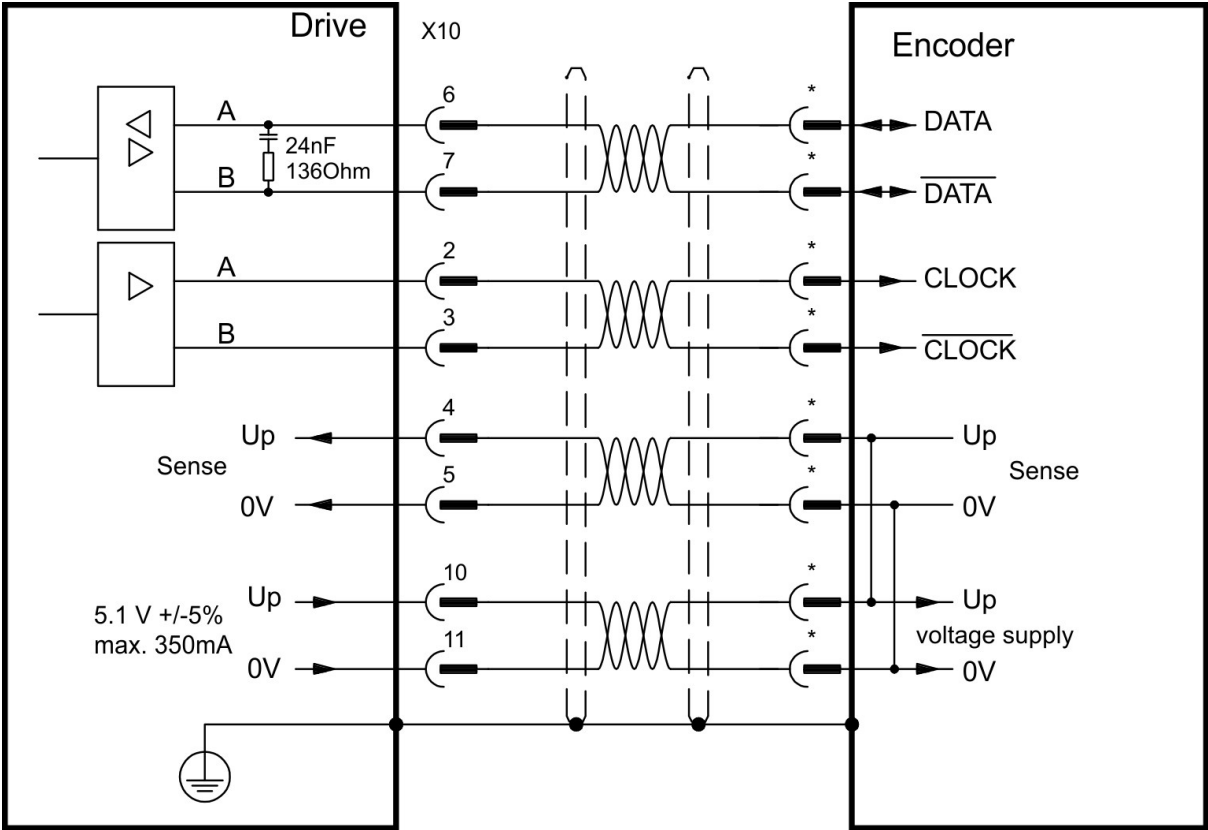 Drive
X10
Encoder
A
6
*
DATA
24nF
136Ohm
B
7
*
DATA
A
2
*
CLOCK
B
3
*
CLOCK
Up
4
*
Up
Sense
Sense
0V
5
*
0V
5.1 V +/-5%
max. 350mA
Up
10
*
Up
voltage supply
0V
11
*
0V